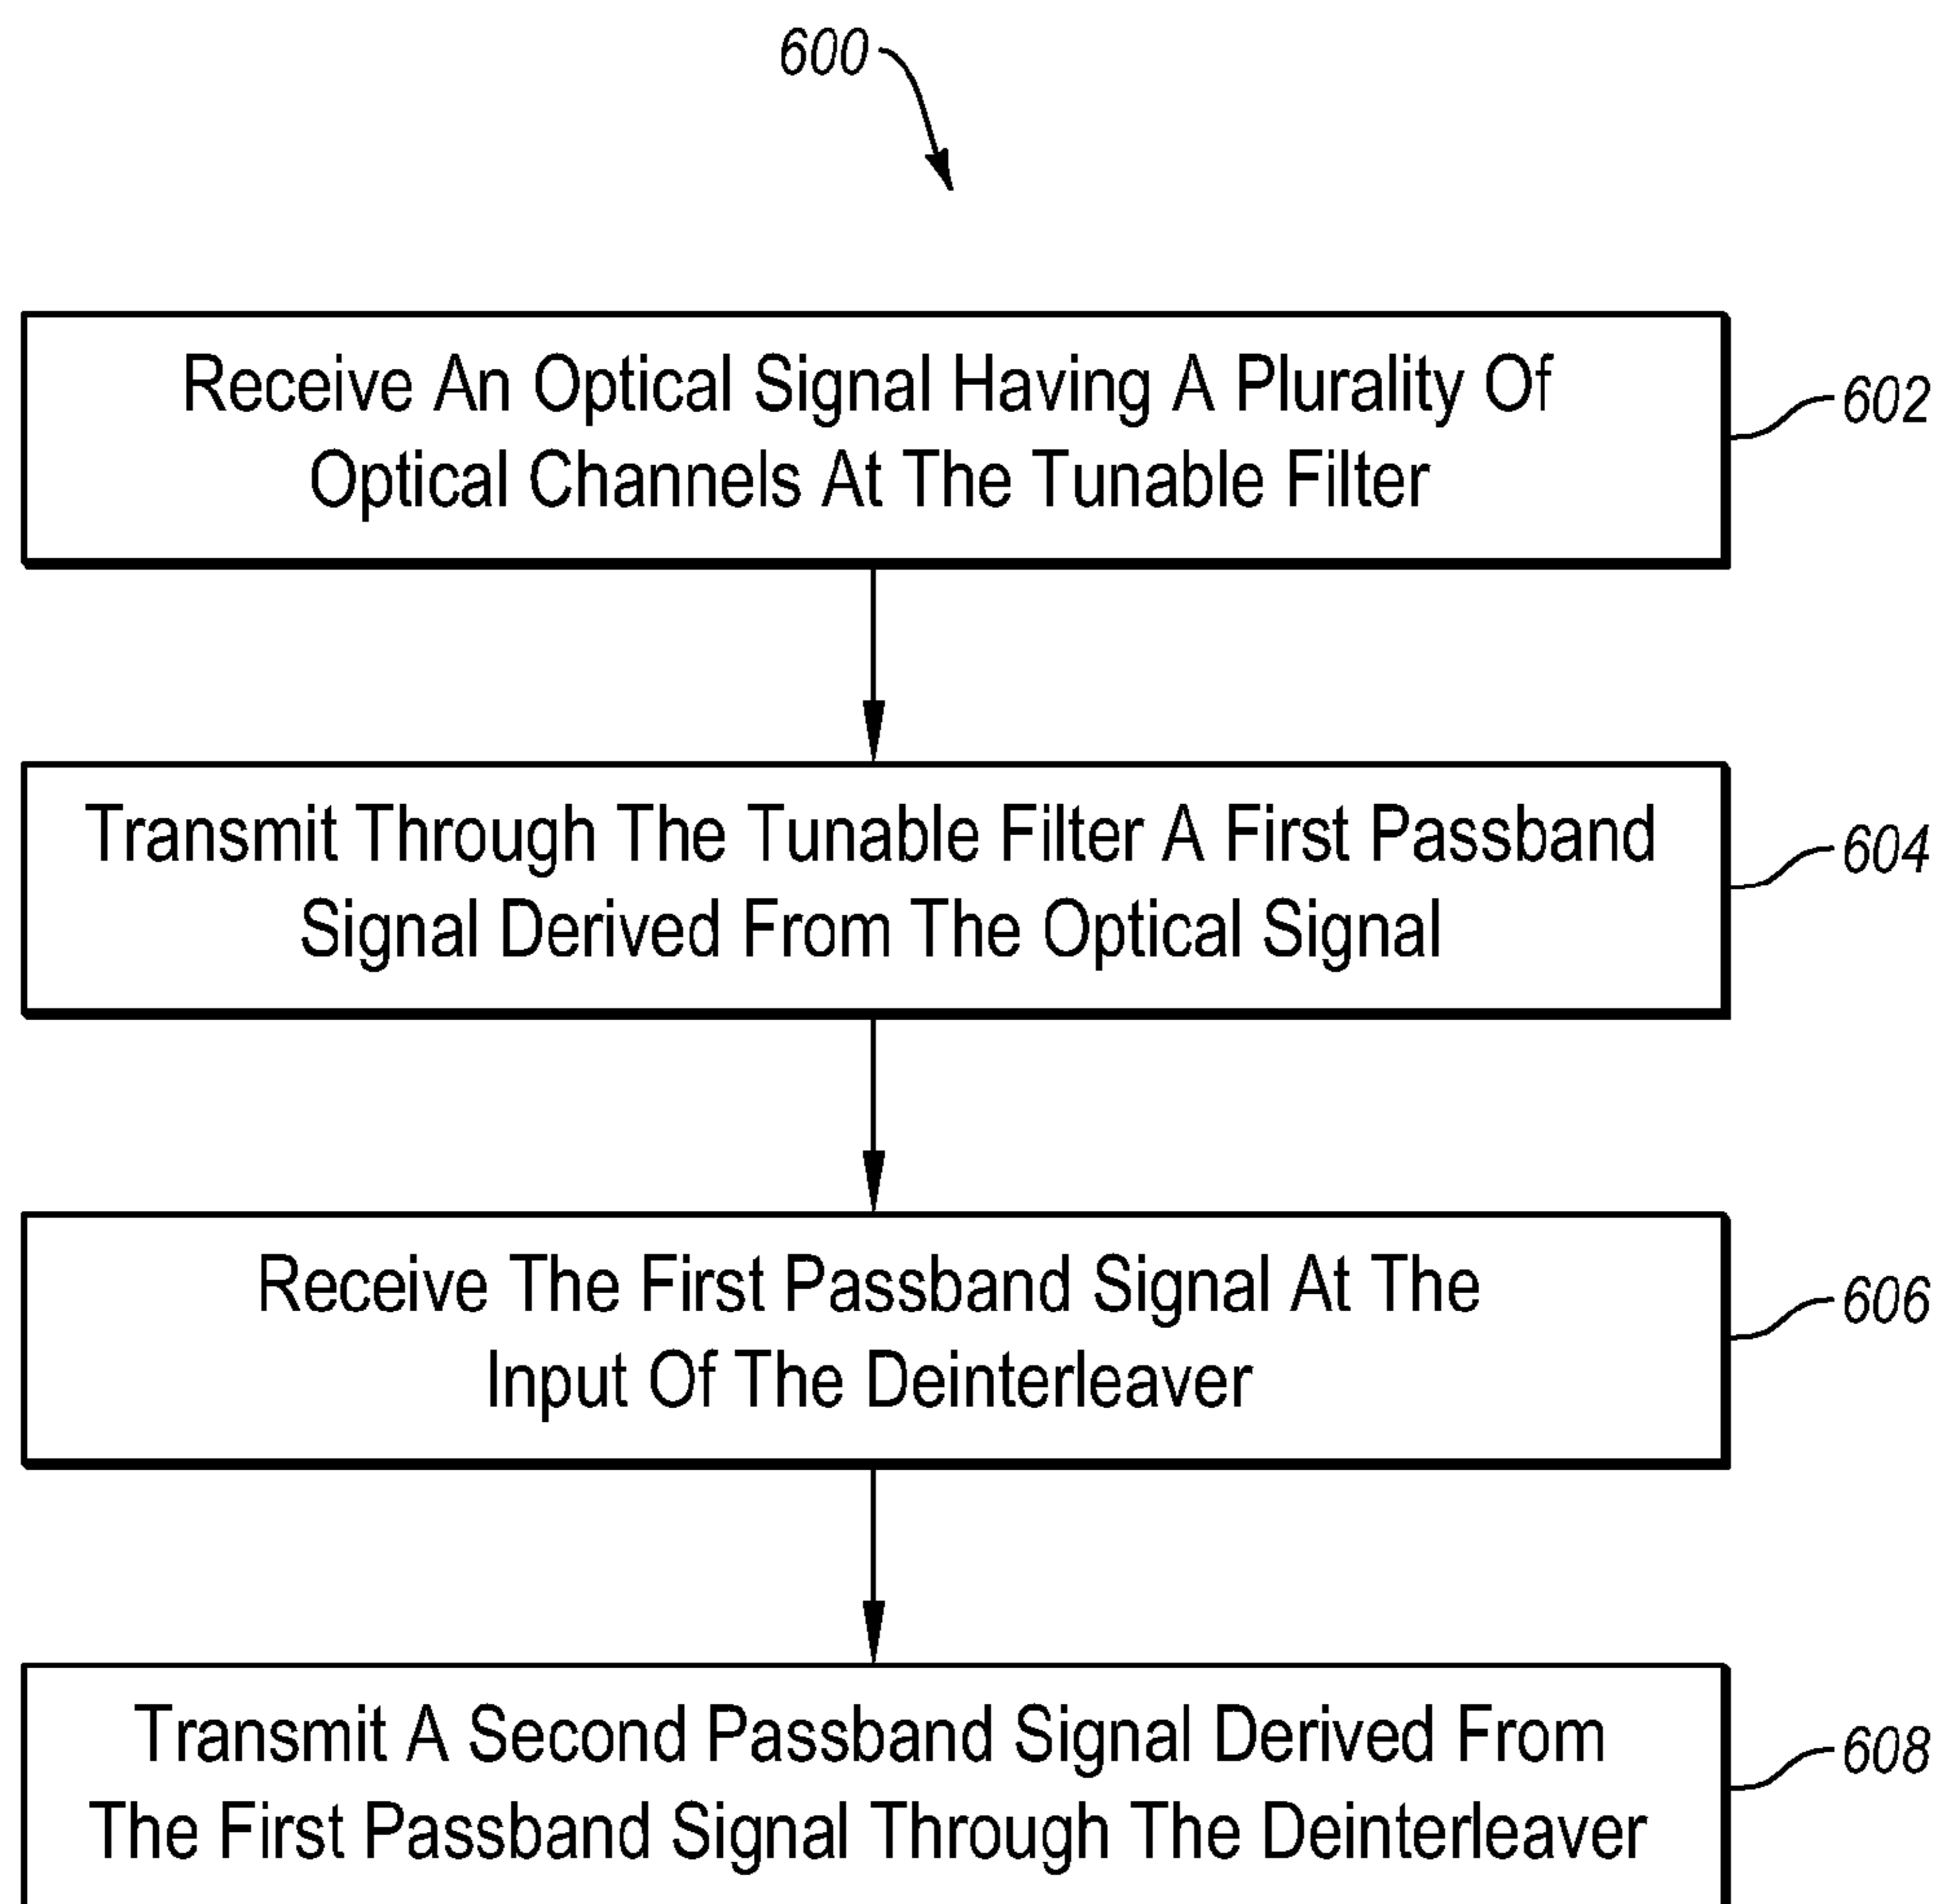 600
Receive An Optical Signal Having A Plurality Of
Optical Channels At The Tunable Filter
602
Transmit Through The Tunable Filter A First Passband
Signal Derived From The Optical Signal
604
Receive The First Passband Signal At The
Input Of The Deinterleaver
606
Transmit A Second Passband Signal Derived From
The First Passband Signal Through The Deinterleaver
608